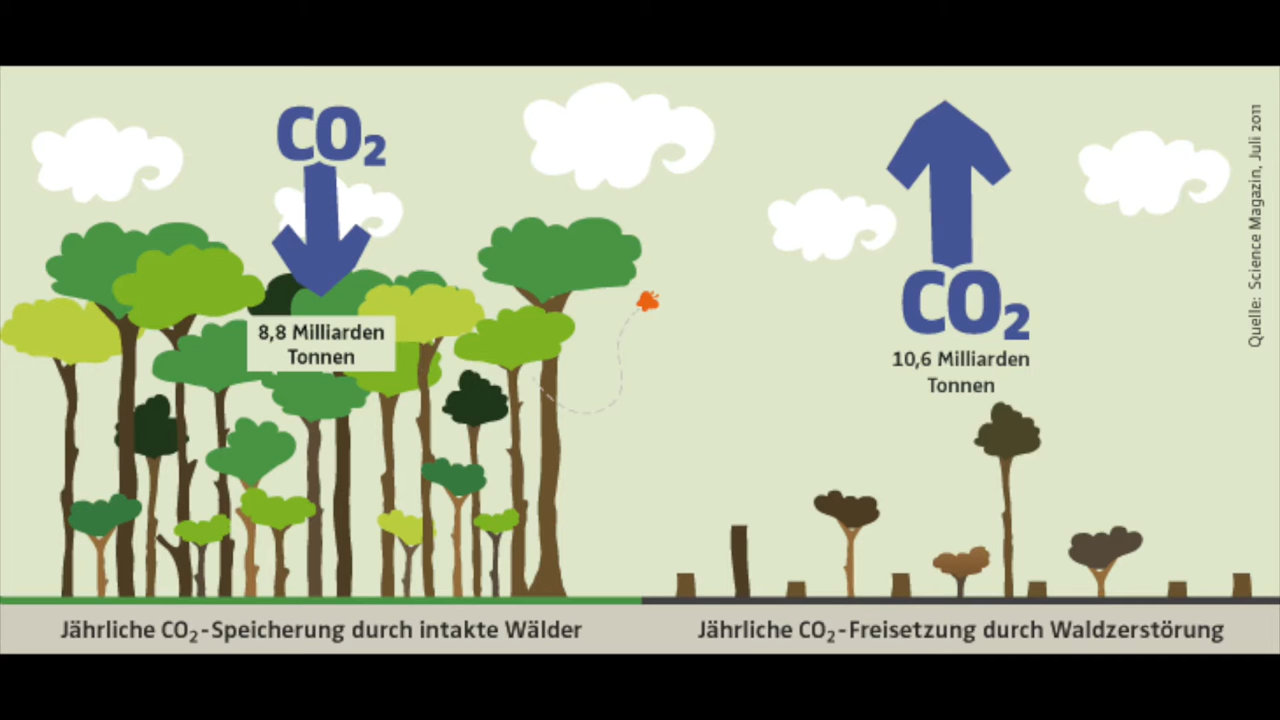 CO₂
8,8 Milliarden
Tonnen
Jährliche CO₂-Speicherung durch intakte Wälder
CO₂
10,6 Milliarden
Tonnen
Jährliche CO₂-Freisetzung durch Waldzerstörung
Quelle: Science Magazin, Juli 2011